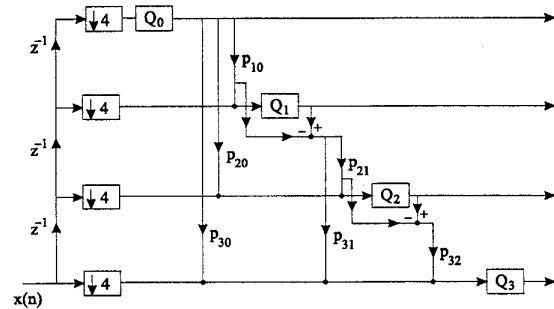 ↓ 4 Q₀
z⁻¹ p₁₀
↓ 4 Q₁
− +
z⁻¹ p₂₀ p₂₁
↓ 4 Q₂
− +
z⁻¹ p₃₀ p₃₁ p₃₂
↓ 4 Q₃
x(n)